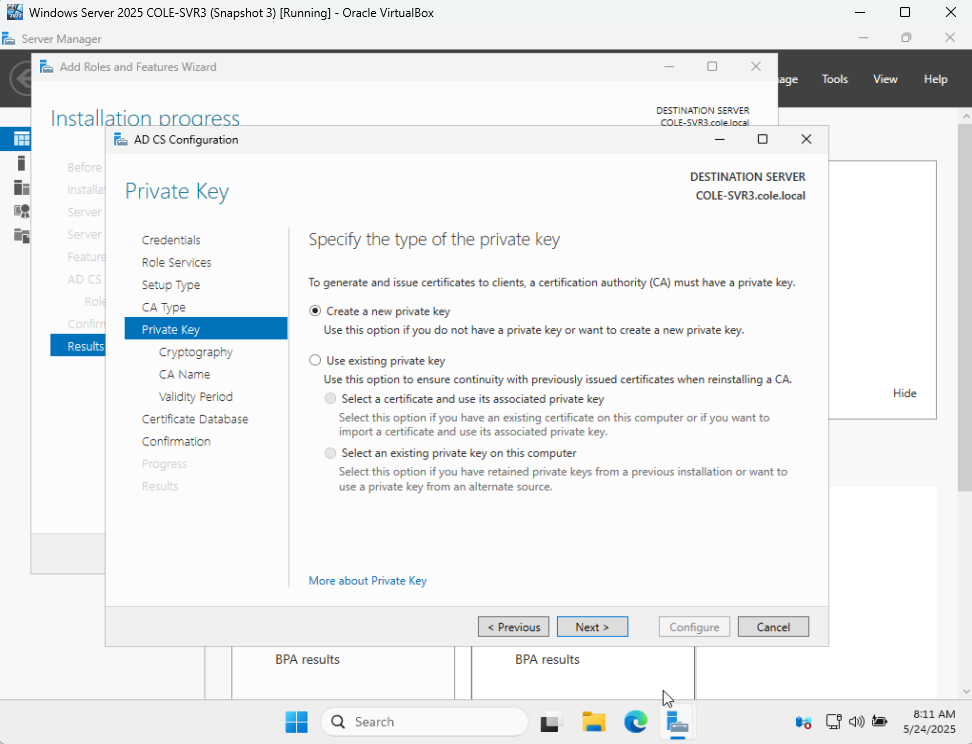 Windows Server 2025 COLE-SVR3 (Snapshot 3) [Running] - Oracle VirtualBox
Server Manager
Add Roles and Features Wizard
Tools
View
Help
Installation progress
DESTINATION SERVER
COLE-SVR3.cole.local
AD CS Configuration
Before
Server
Server
AD CS
Results
Private Key
DESTINATION SERVER
COLE-SVR3.cole.local
Credentials
Role Services
Setup Type
CA Type
Private Key
Cryptography
CA Name
Validity Period
Certificate Database
Confirmation
Progress
Results
Specify the type of the private key
To generate and issue certificates to clients, a certification authority (CA) must have a private key.
Create a new private key
Use this option if you do not have a private key or want to create a new private key.
Use existing private key
Use this option to ensure continuity with previously issued certificates when reinstalling a CA.
Select a certificate and use its associated private key
Select this option if you have an existing certificate on this computer or if you want to
import a certificate and use its associated private key.
Select an existing private key on this computer
Select this option if you have retained private keys from a previous installation or want to
use a private key from an alternate source.
More about Private Key
Hide
< Previous
Next >
Configure
Cancel
BPA results
BPA results
Search
8:11 AM
5/24/2025